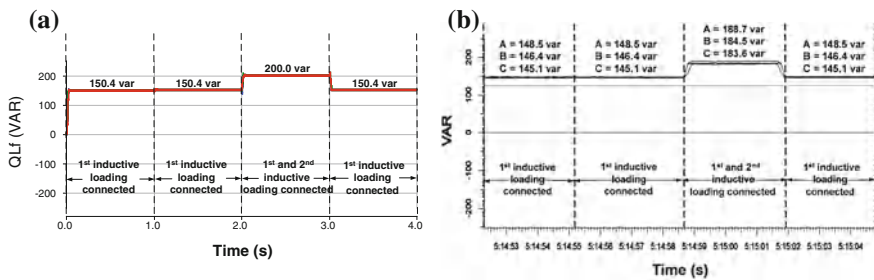 (a)
150.4 var
150.4 var
200.0 var
150.4 var
200
100
0
-100
-200
QLf (VAR)
1st inductive loading connected
1st inductive loading connected
1st and 2nd inductive loading connected
1st inductive loading connected
0.0
1.0
2.0
3.0
4.0
Time (s)
(b)
A = 148.5 var
B = 146.4 var
C = 145.1 var
A = 148.5 var
B = 146.4 var
C = 145.1 var
A = 188.7 var
B = 184.5 var
C = 183.6 var
A = 148.5 var
B = 146.4 var
C = 145.1 var
200
100
0
-100
-250
VAR
1st inductive loading connected
1st inductive loading connected
1st and 2nd inductive loading connected
1st inductive loading connected
5:14:53
5:14:54
5:14:55
5:14:56
5:14:57
5:14:58
5:14:59
5:15:00
5:15:01
5:15:02
5:15:03
5:15:04
Time (s)